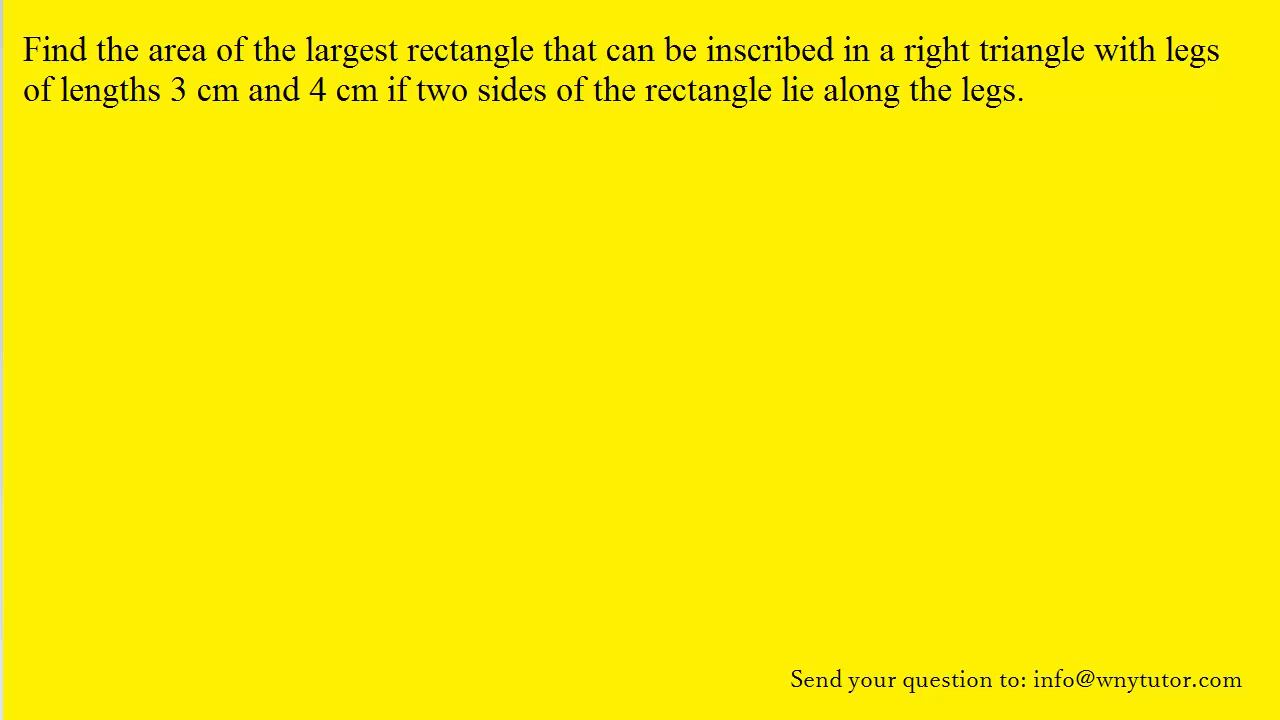 Find the area of the largest rectangle that can be inscribed in a right triangle with legs
of lengths 3 cm and 4 cm if two sides of the rectangle lie along the legs.
Send your question to: info@wnytutor.com